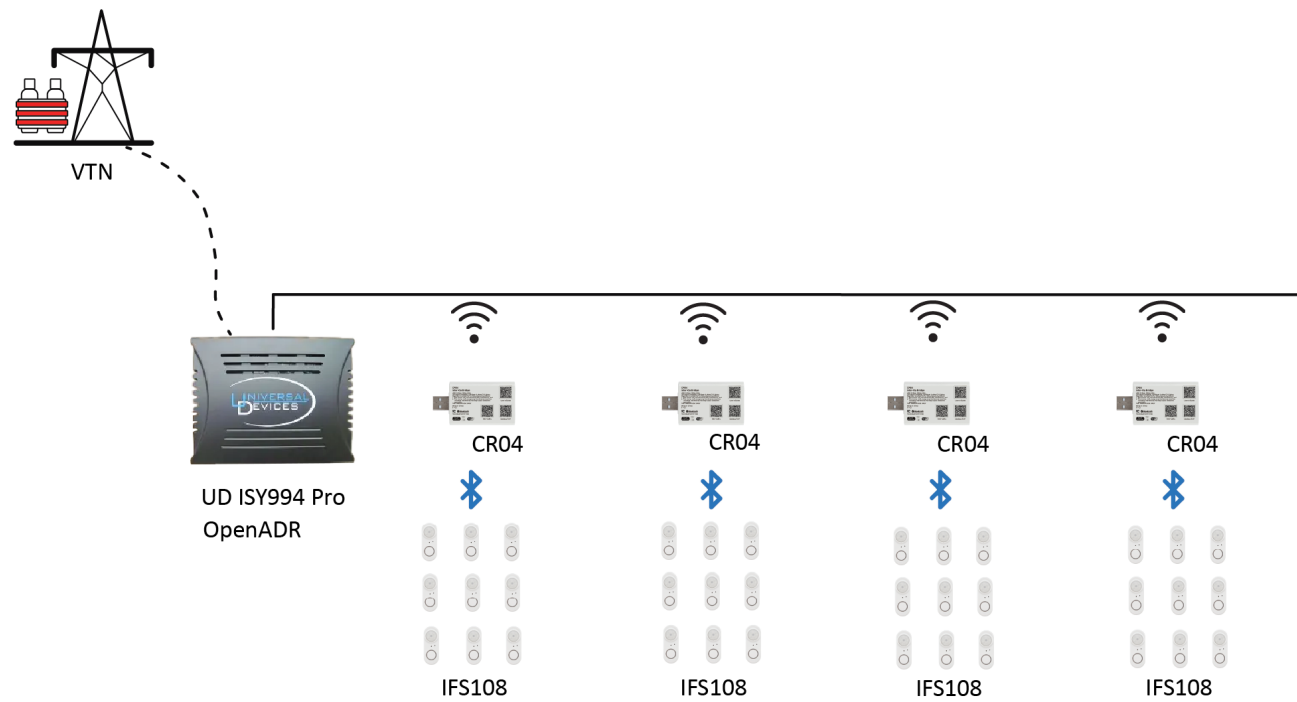 VTN
UNIVERSAL
DEVICES
UD ISY994 Pro
OpenADR
CR04
CR04
CR04
CR04
IFS108
IFS108
IFS108
IFS108